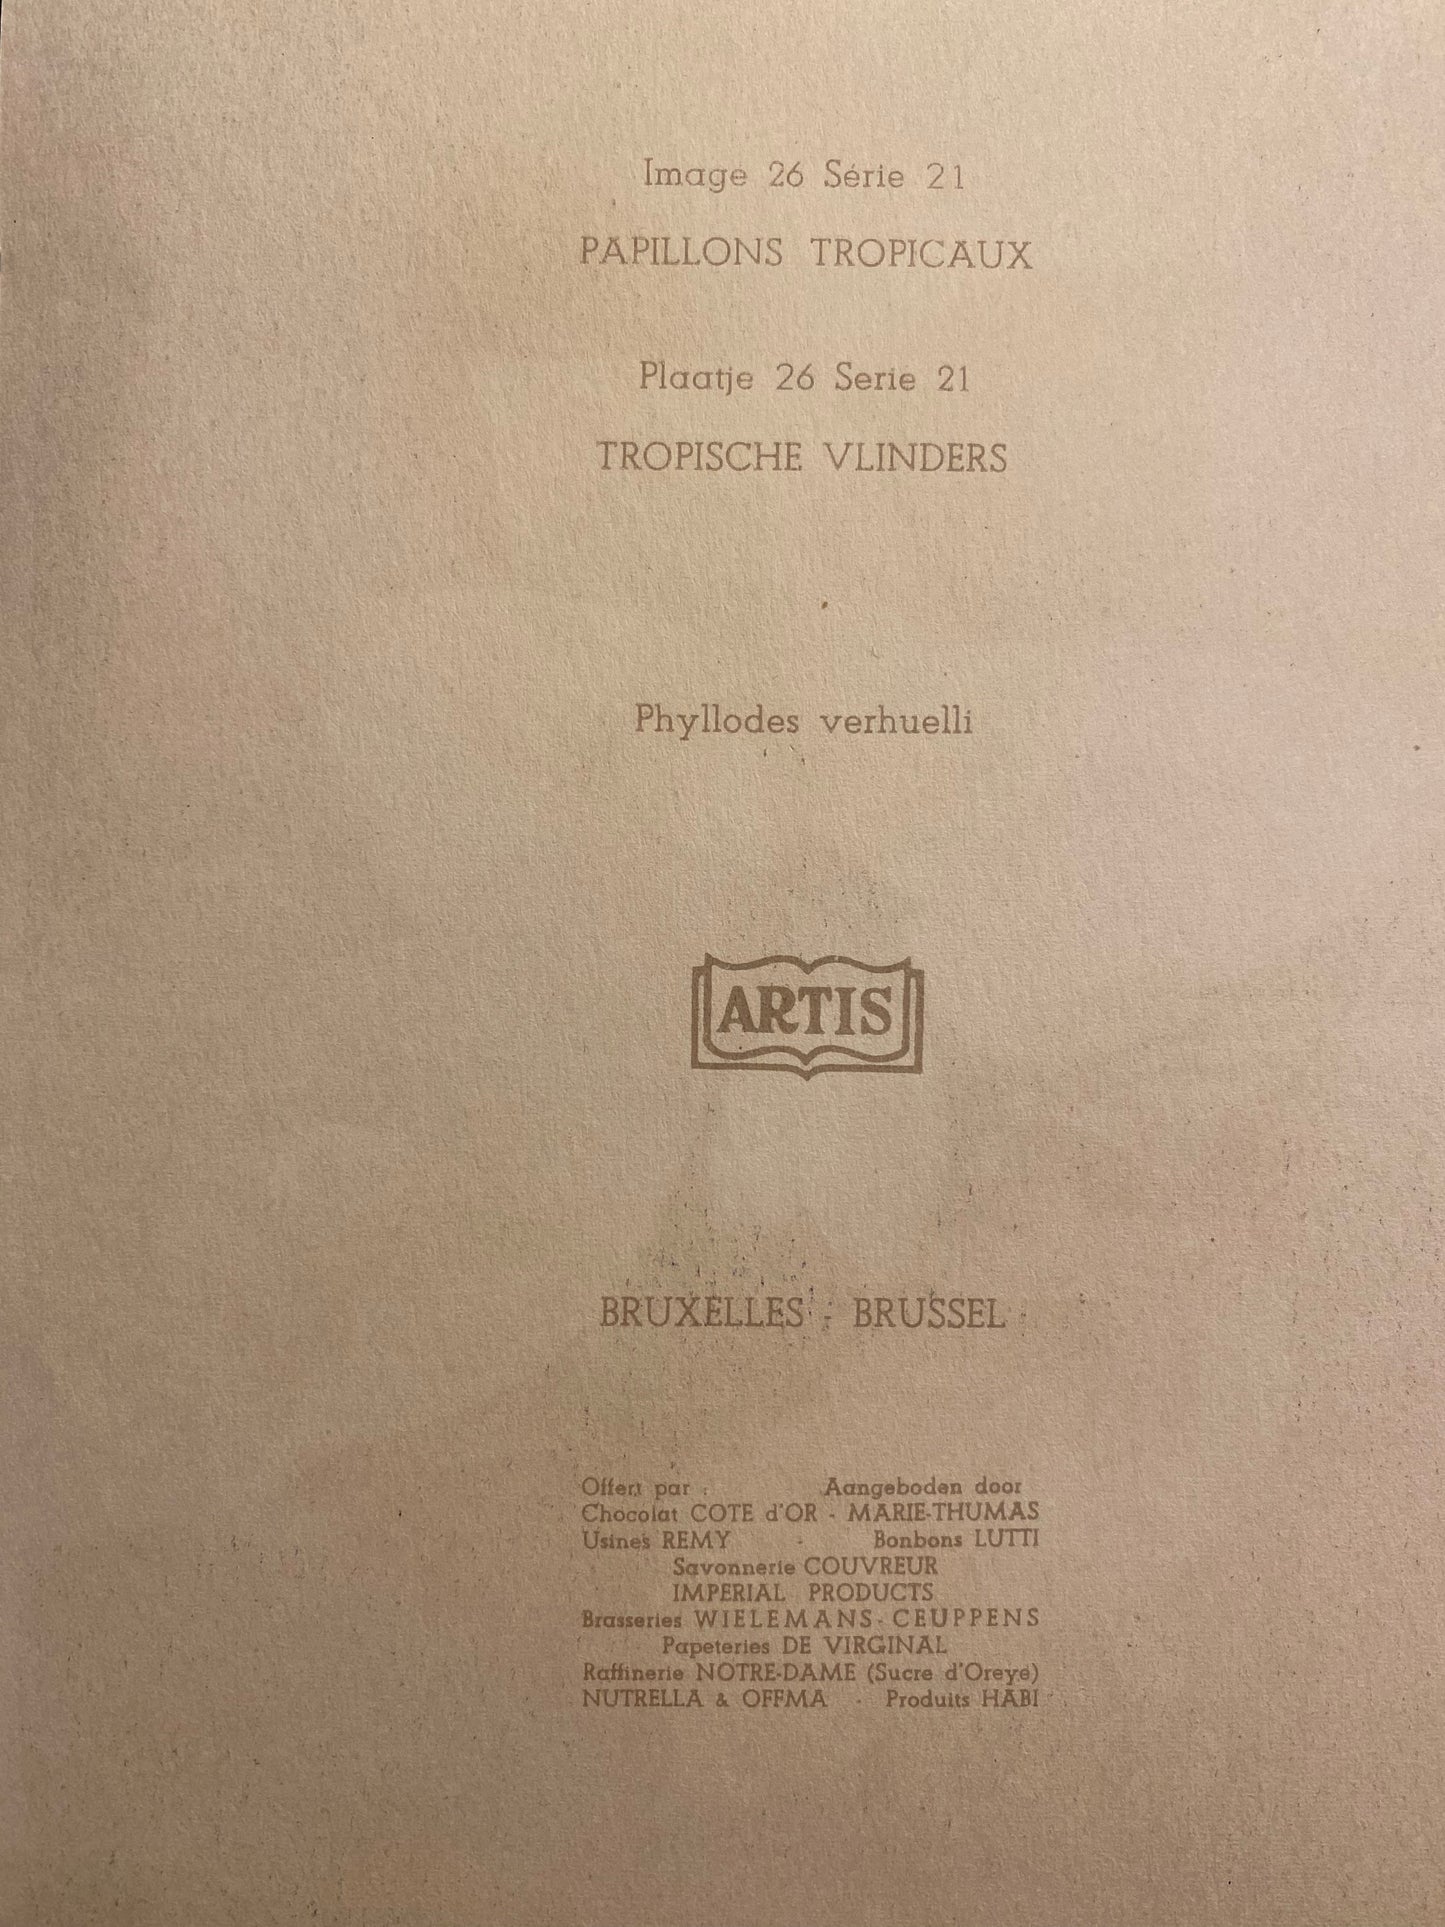 Image 26 Série 21
PAPILLONS TROPICAUX
Plaatje 26 Serie 21
TROPISCHE VLINDERS
Phyllodes verhuelli
ARTIS
BRUXELLES - BRUSSEL
Offert par : Aangeboden door
Chocolat COTE d'OR - MARIE-THUMAS
Usines REMY - Bonbons LUTTI
Savonnerie COUVREUR
IMPERIAL PRODUCTS
Brasseries WIELEMANS-CEUPPENS
Papeteries DE VIRGINAL
Raffinerie NOTRE-DAME (Sucre d'Oreye)
NUTRELLA & OFFMA - Produits HABI